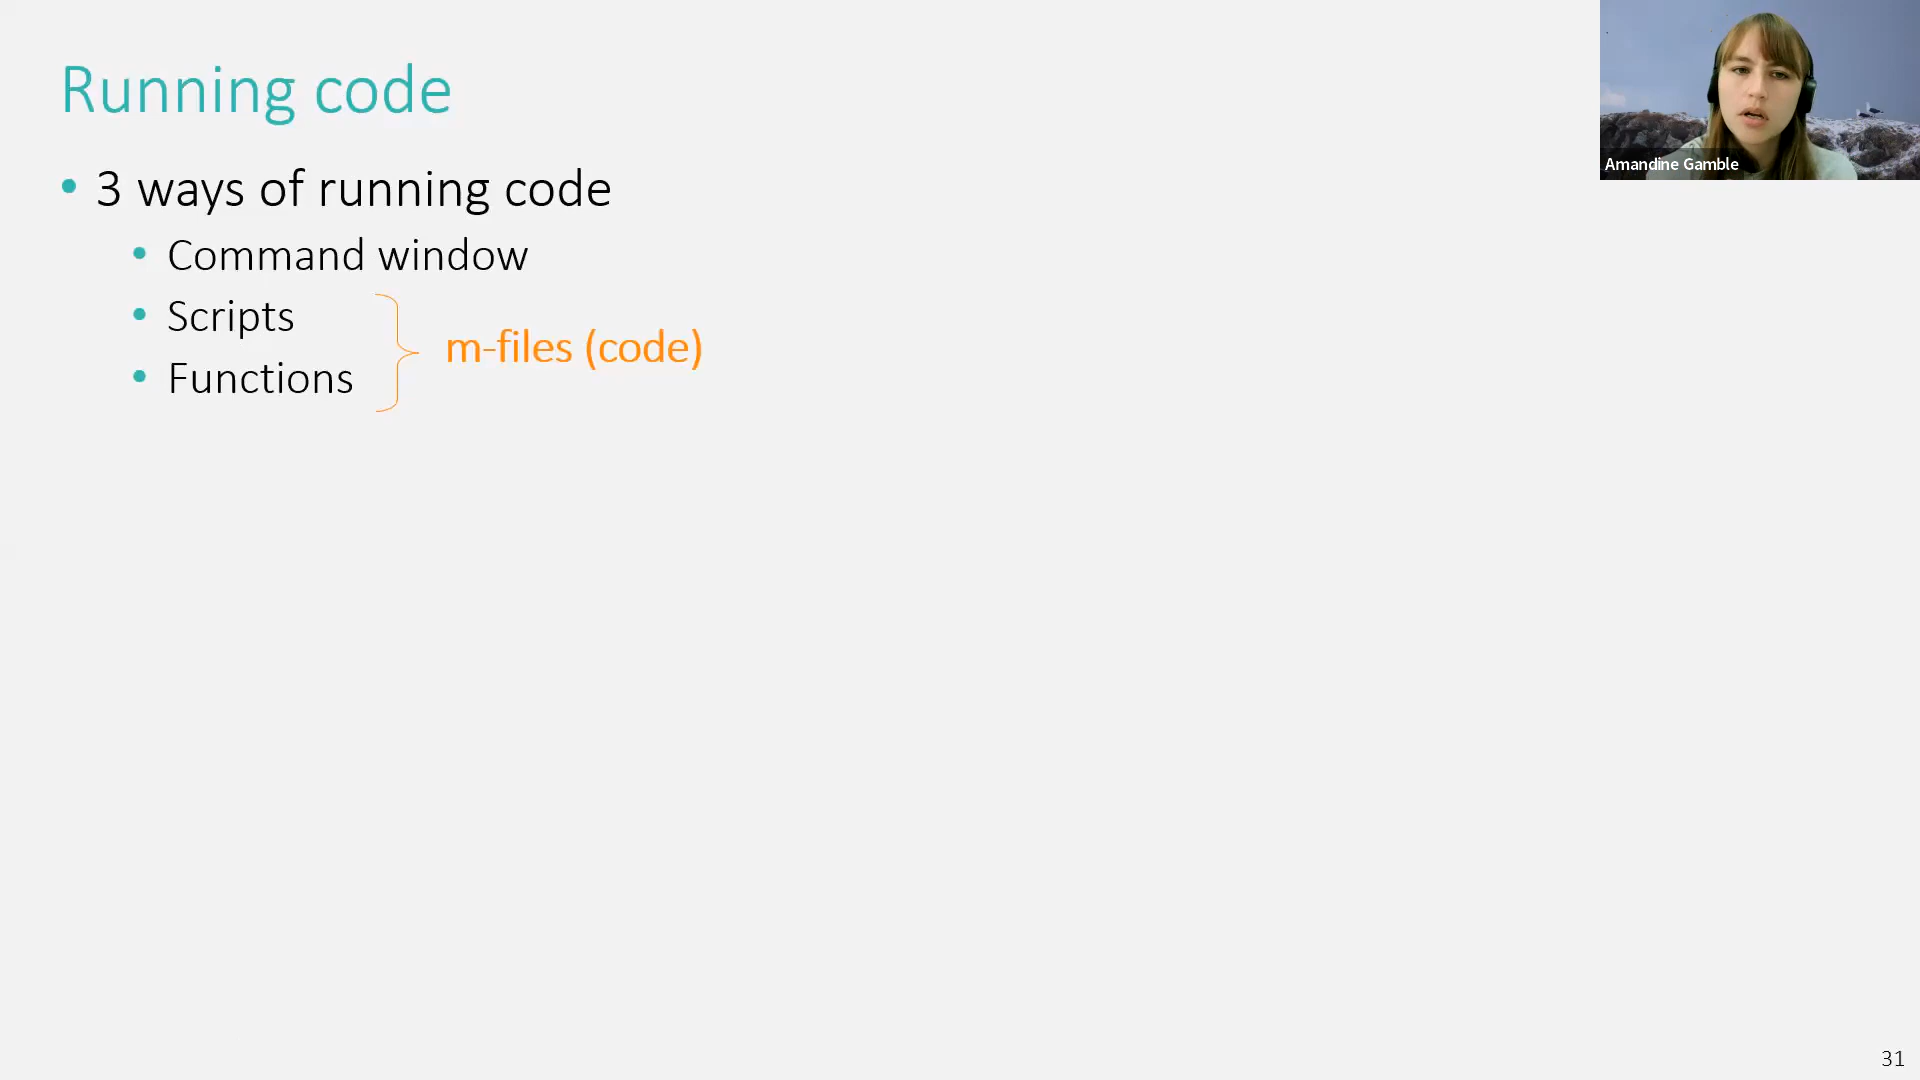 Running code
• 3 ways of running code
• Command window
• Scripts
• Functions
m-files (code)
Amandine Gamble
31